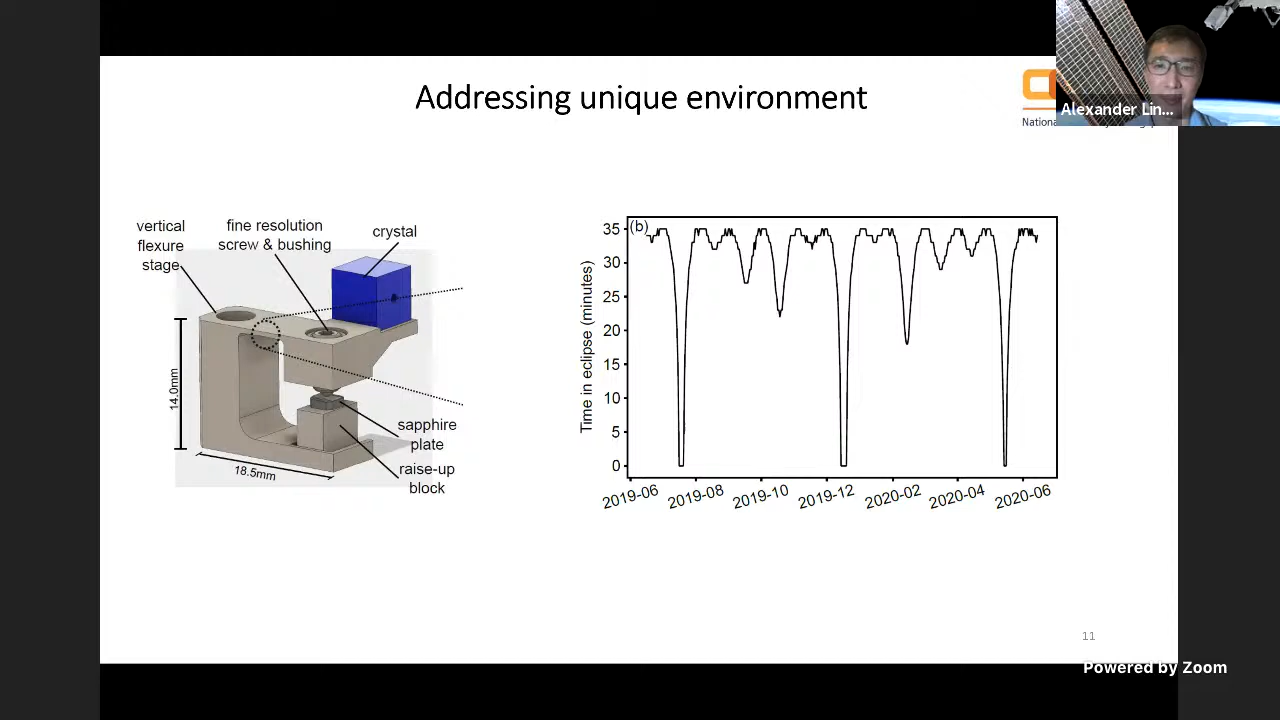 Addressing unique environment
Alexander Lin...
National
vertical
flexure
stage
fine resolution
screw & bushing
crystal
14.0mm
18.5mm
sapphire
plate
raise-up
block
(b)
Time in eclipse (minutes)
35
30
25
20
15
10
5
0
2019-06
2019-08
2019-10
2019-12
2020-02
2020-04
2020-06
11
Powered by Zoom